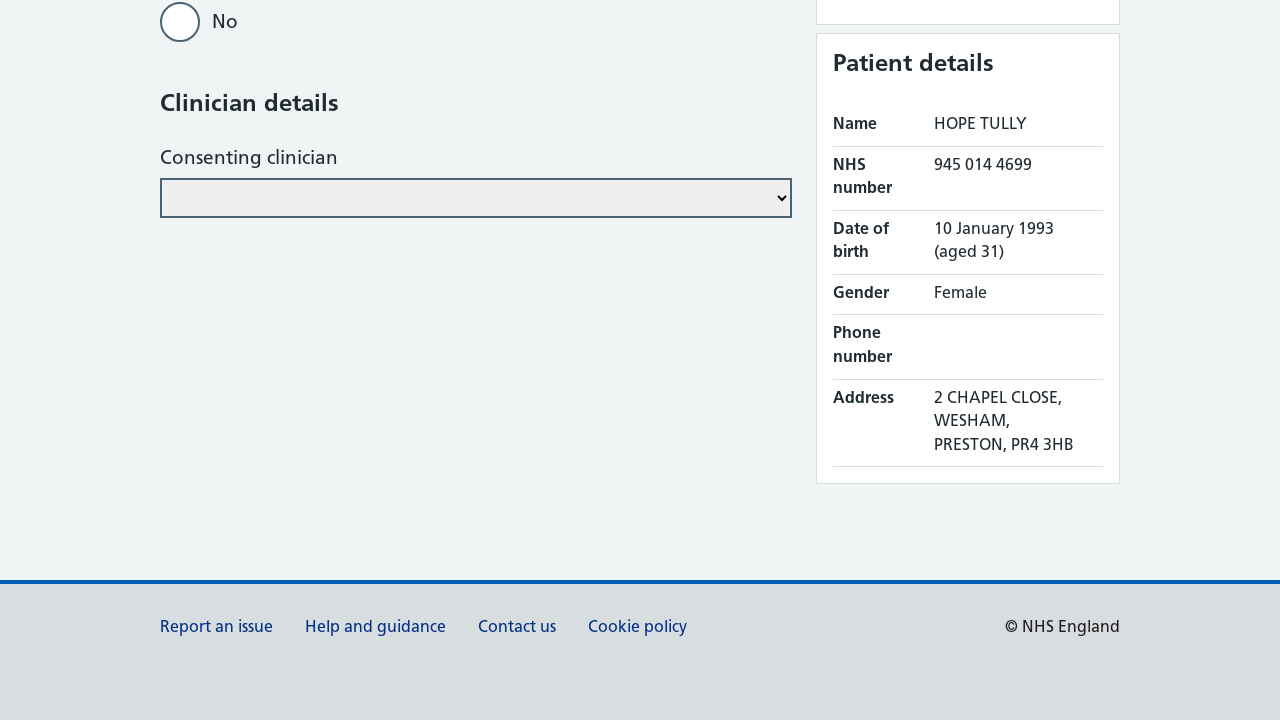 No
Clinician details
Consenting clinician
Patient details
Name HOPE TULLY
NHS number 945 014 4699
Date of birth 10 January 1993 (aged 31)
Gender Female
Phone number
Address 2 CHAPEL CLOSE, WESHAM, PRESTON, PR4 3HB
Report an issue Help and guidance Contact us Cookie policy © NHS England